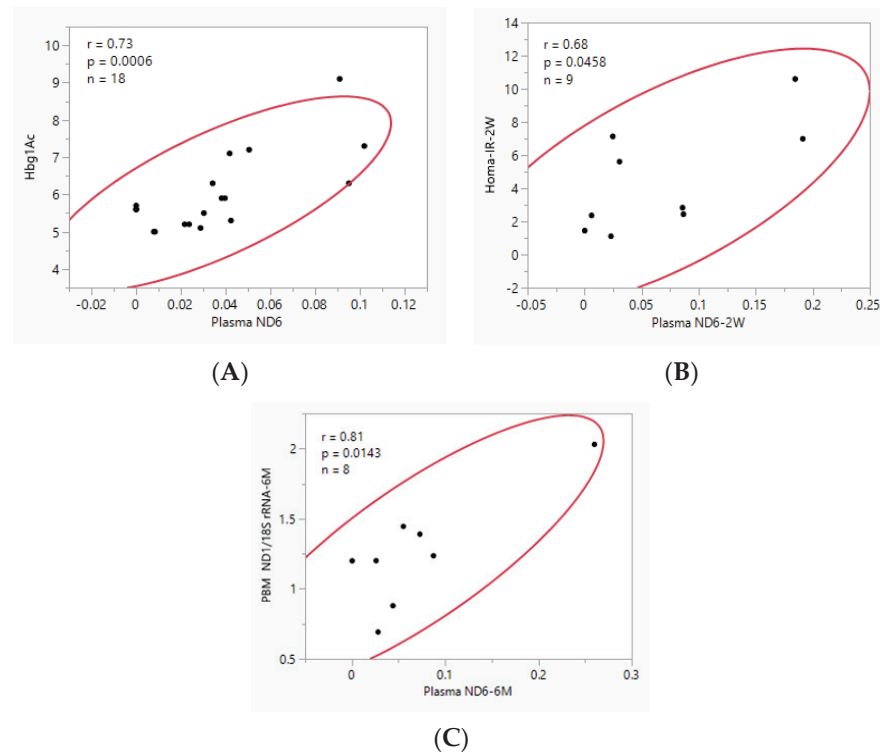 r = 0.73
p = 0.0006
n = 18
10
9
8
7
6
5
4
Hbg1Ac
-0.02 0 0.02 0.04 0.06 0.08 0.1 0.12
Plasma ND6
(A)
r = 0.68
p = 0.0458
n = 9
14
12
10
8
6
4
2
0
-2
Homa-IR-2W
-0.05 0 0.05 0.1 0.15 0.2 0.25
Plasma ND6-2W
(B)
r = 0.81
p = 0.0143
n = 8
2
1.5
1
0.5
PBM ND1/18S rRNA-6M
0 0.1 0.2 0.3
Plasma ND6-6M
(C)